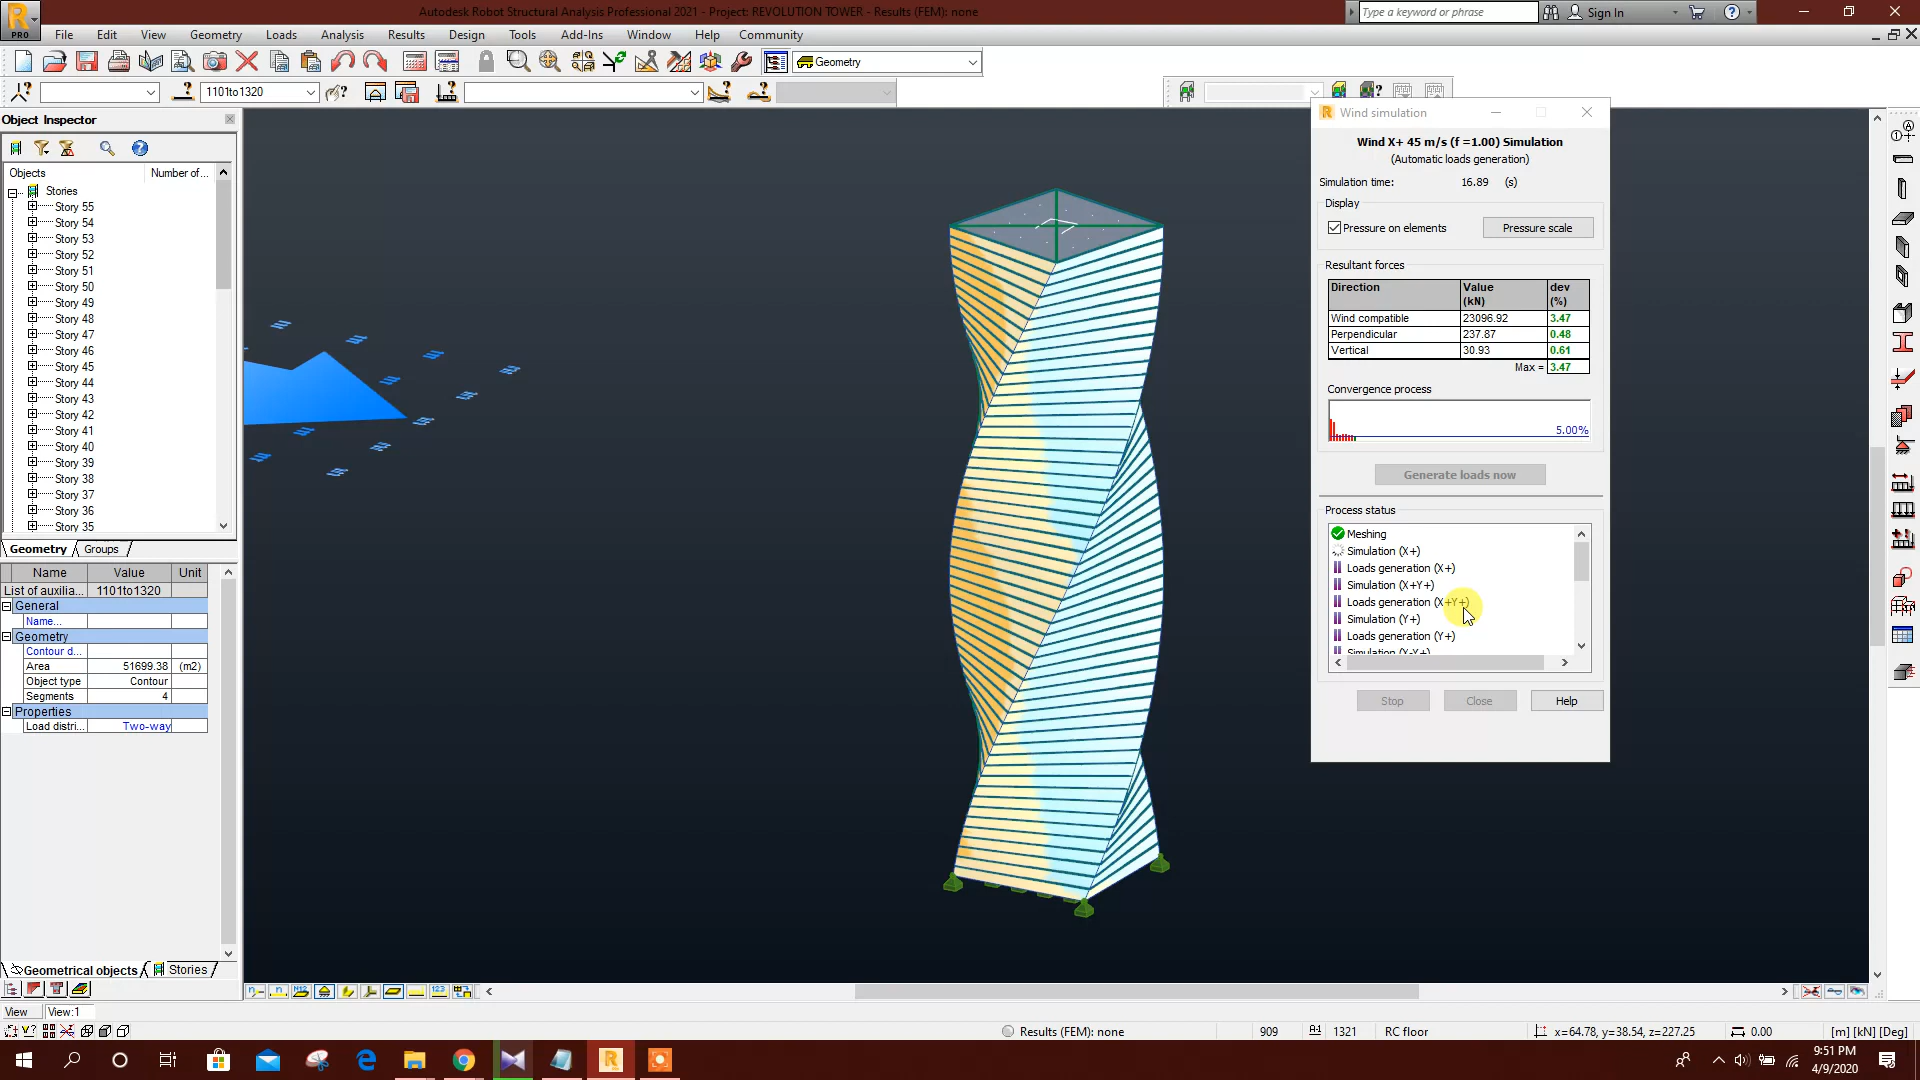 Autodesk Robot Structural Analysis Professional 2021 - Project: REVOLUTION TOWER - Results (FEM): none
Type a keyword or phrase
Sign In
PRO
File Edit View Geometry Loads Analysis Results Design Tools Add-Ins Window Help Community
Geometry
1101to1320
Object Inspector
Objects Number of...
Stories
Story 55
Story 54
Story 53
Story 52
Story 51
Story 50
Story 49
Story 48
Story 47
Story 46
Story 45
Story 44
Story 43
Story 42
Story 41
Story 40
Story 39
Story 38
Story 37
Story 36
Story 35
Geometry Groups
Name Value Unit
List of auxilia... 1101to1320
General
Name...
Geometry
Contour d...
Area 51699.38 (m2)
Object type Contour
Segments 4
Properties
Load distri... Two-way
Geometrical objects Stories
Wind simulation
Wind X+ 45 m/s (f =1.00) Simulation
(Automatic loads generation)
Simulation time: 16.89 (s)
Display
Pressure on elements Pressure scale
Resultant forces
Direction Value (kN) dev (%)
Wind compatible 23096.92 3.47
Perpendicular 237.87 0.48
Vertical 30.93 0.61
Max = 3.47
Convergence process
5.00%
Generate loads now
Process status
Meshing
Simulation (X+)
Loads generation (X+)
Simulation (X+Y+)
Loads generation (X+Y+)
Simulation (Y+)
Loads generation (Y+)
Simulation (X-Y+)
Stop Close Help
View View:1
Results (FEM): none 909 1321 RC floor x=64.78, y=38.54, z=227.25 0.00 [m] [kN] [Deg]
9:51 PM
4/9/2020